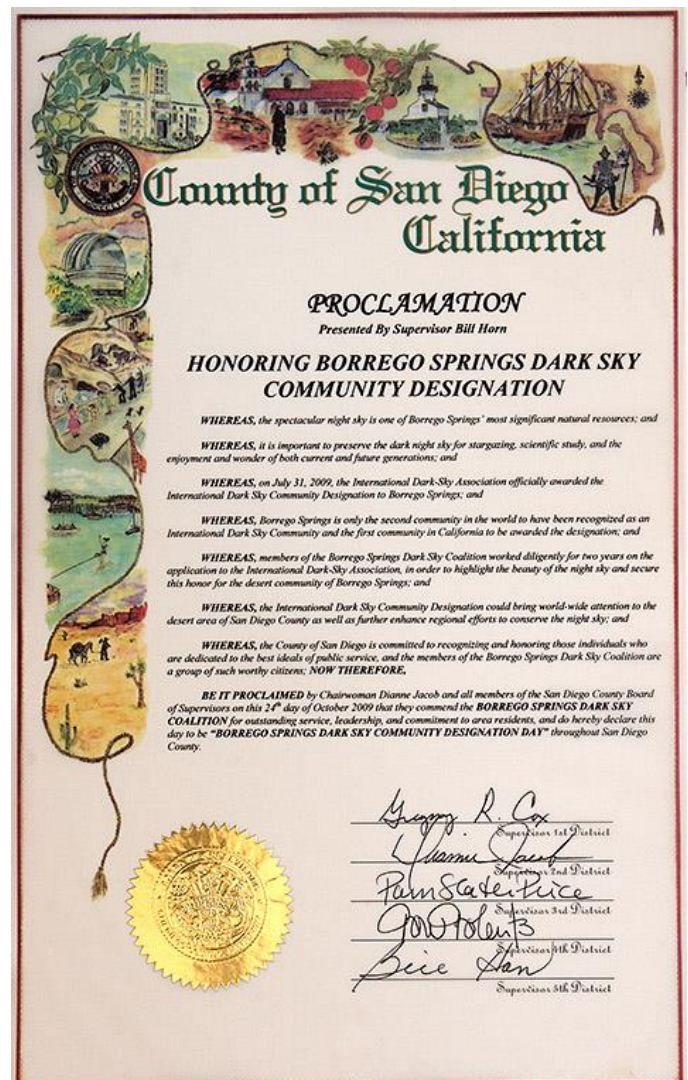 County of San Diego
California
PROCLAMATION
Presented By Supervisor Bill Horn
HONORING BORREGO SPRINGS DARK SKY
COMMUNITY DESIGNATION
WHEREAS, the spectacular night sky is one of Borrego Springs' most significant natural resources; and
WHEREAS, it is important to preserve the dark night sky for stargazing, scientific study, and the
enjoyment and wonder of both current and future generations; and
WHEREAS, on July 31, 2009, the International Dark-Sky Association officially awarded the
International Dark Sky Community Designation to Borrego Springs; and
WHEREAS, Borrego Springs is only the second community in the world to have been recognized as an
International Dark Sky Community and the first community in California to be awarded the designation; and
WHEREAS, members of the Borrego Springs Dark Sky Coalition worked diligently for two years on the
application to the International Dark-Sky Association, in order to highlight the beauty of the night sky and secure
this honor for the desert community of Borrego Springs; and
WHEREAS, the International Dark Sky Community Designation could bring world-wide attention to the
desert area of San Diego County as well as further enhance regional efforts to conserve the night sky; and
WHEREAS, the County of San Diego is committed to recognizing and honoring those individuals who
are dedicated to the best ideals of public service, and the members of the Borrego Springs Dark Sky Coalition are
a group of such worthy citizens; NOW THEREFORE,
BE IT PROCLAIMED by Chairwoman Dianne Jacob and all members of the San Diego County Board
of Supervisors on this 24th day of October 2009 that they commend the BORREGO SPRINGS DARK SKY
COALITION for outstanding service, leadership, and commitment to area residents, and do hereby declare this
day to be "BORREGO SPRINGS DARK SKY COMMUNITY DESIGNATION DAY" throughout San Diego
County.
R. Cox
Supervisor 1st District
Jacob
Supervisor 2nd District
Pam Slater-Price
Supervisor 3rd District
Supervisor 4th District
Supervisor 5th District